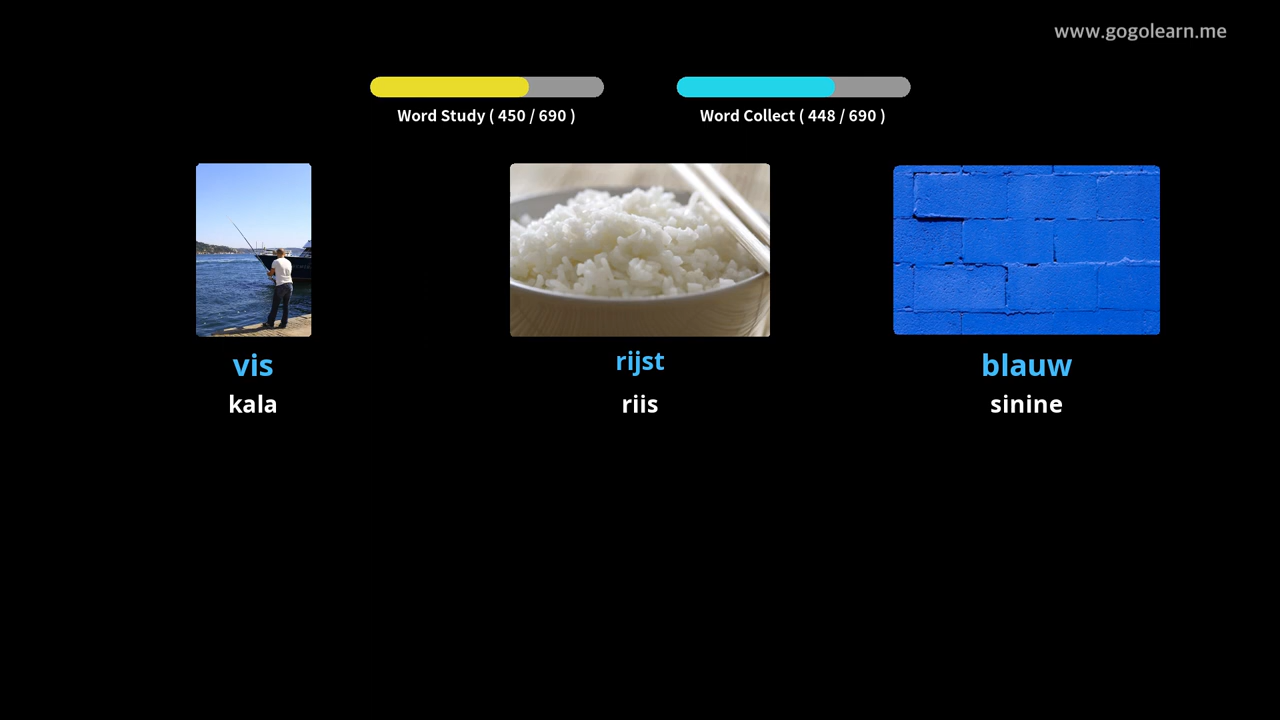 www.gogolearn.me
Word Study ( 450 / 690 )
Word Collect ( 448 / 690 )
vis
kala
rijst
riis
blauw
sinine